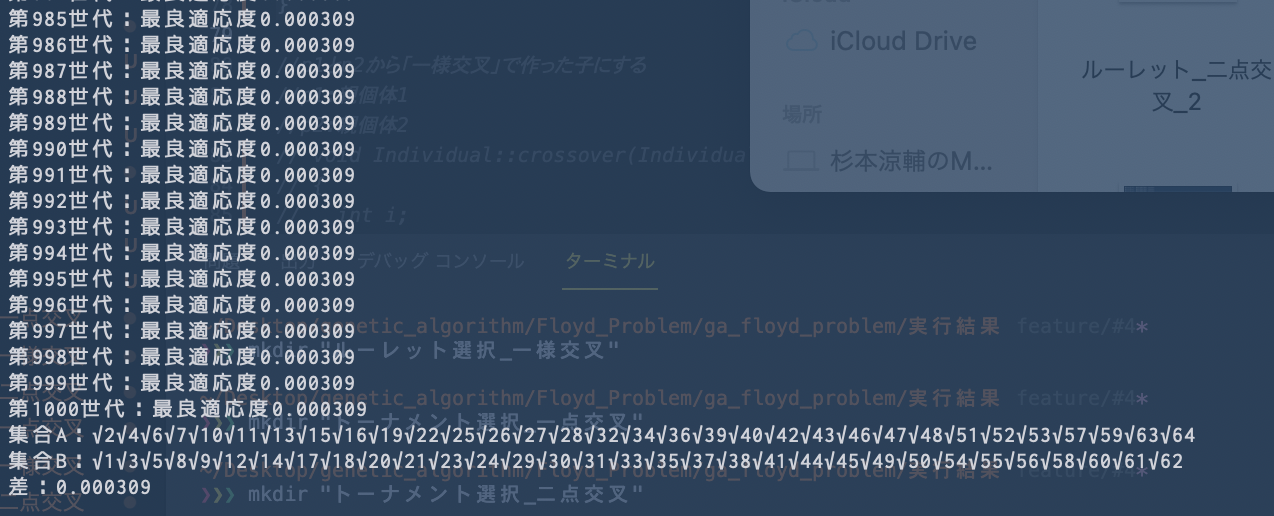 第985世代：最良適応度0.000309
第986世代：最良適応度0.000309
第987世代：最良適応度0.000309
第988世代：最良適応度0.000309
第989世代：最良適応度0.000309
第990世代：最良適応度0.000309
第991世代：最良適応度0.000309
第992世代：最良適応度0.000309
第993世代：最良適応度0.000309
第994世代：最良適応度0.000309
第995世代：最良適応度0.000309
第996世代：最良適応度0.000309
第997世代：最良適応度0.000309
第998世代：最良適応度0.000309
第999世代：最良適応度0.000309
第1000世代：最良適応度0.000309
集合A：√2√4√6√7√10√11√13√15√16√19√22√25√26√27√28√32√34√36√39√40√42√43√46√47√48√51√52√53√57√59√63√64
集合B：√1√3√5√8√9√12√14√17√18√20√21√23√24√29√30√31√33√35√37√38√41√44√45√49√50√54√55√56√58√60√61√62
差：0.000309
から「一様交叉」で作った子にする
個体1
個体2
void Individual::crossover(Individua
int i;
デバッグ コンソール ターミナル
/Desktop/genetic_algorithm/Floyd_Problem/ga_floyd_problem/実行結果 feature/#4*
mkdir "ルーレット選択_一様交叉"
/Desktop/genetic_algorithm/Floyd_Problem/ga_floyd_problem/実行結果 feature/#4*
mkdir "トーナメント選択_一点交叉"
/Desktop/genetic_algorithm/Floyd_Problem/ga_floyd_problem/実行結果 feature/#4*
❯❯❯ mkdir "トーナメント選択_二点交叉"
iCloud
iCloud Drive
場所
杉本涼輔のM...
ルーレット_二点交
叉_2